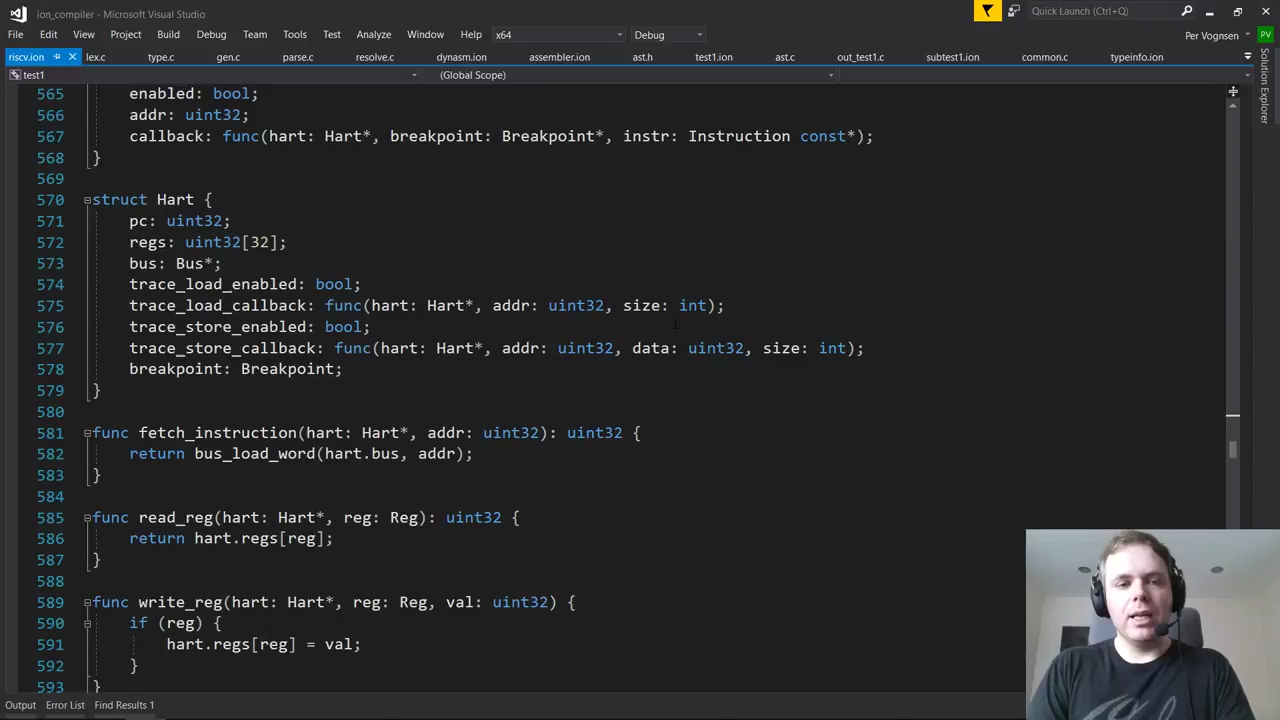 ion_compiler - Microsoft Visual Studio
Quick Launch (Ctrl+Q)
File Edit View Project Build Debug Team Tools Test Analyze Window Help x64 Debug
Per Vognsen PV
riscv.ion lex.c type.c gen.c parse.c resolve.c dynasm.ion assembler.ion ast.h test1.ion ast.c out_test1.c subtest1.ion common.c typeinfo.ion
test1 (Global Scope)
Solution Explorer
565 enabled: bool;
566 addr: uint32;
567 callback: func(hart: Hart*, breakpoint: Breakpoint*, instr: Instruction const*);
568 }
569
570 struct Hart {
571 pc: uint32;
572 regs: uint32[32];
573 bus: Bus*;
574 trace_load_enabled: bool;
575 trace_load_callback: func(hart: Hart*, addr: uint32, size: int);
576 trace_store_enabled: bool;
577 trace_store_callback: func(hart: Hart*, addr: uint32, data: uint32, size: int);
578 breakpoint: Breakpoint;
579 }
580
581 func fetch_instruction(hart: Hart*, addr: uint32): uint32 {
582 return bus_load_word(hart.bus, addr);
583 }
584
585 func read_reg(hart: Hart*, reg: Reg): uint32 {
586 return hart.regs[reg];
587 }
588
589 func write_reg(hart: Hart*, reg: Reg, val: uint32) {
590 if (reg) {
591 hart.regs[reg] = val;
592 }
593 }
Output Error List Find Results 1